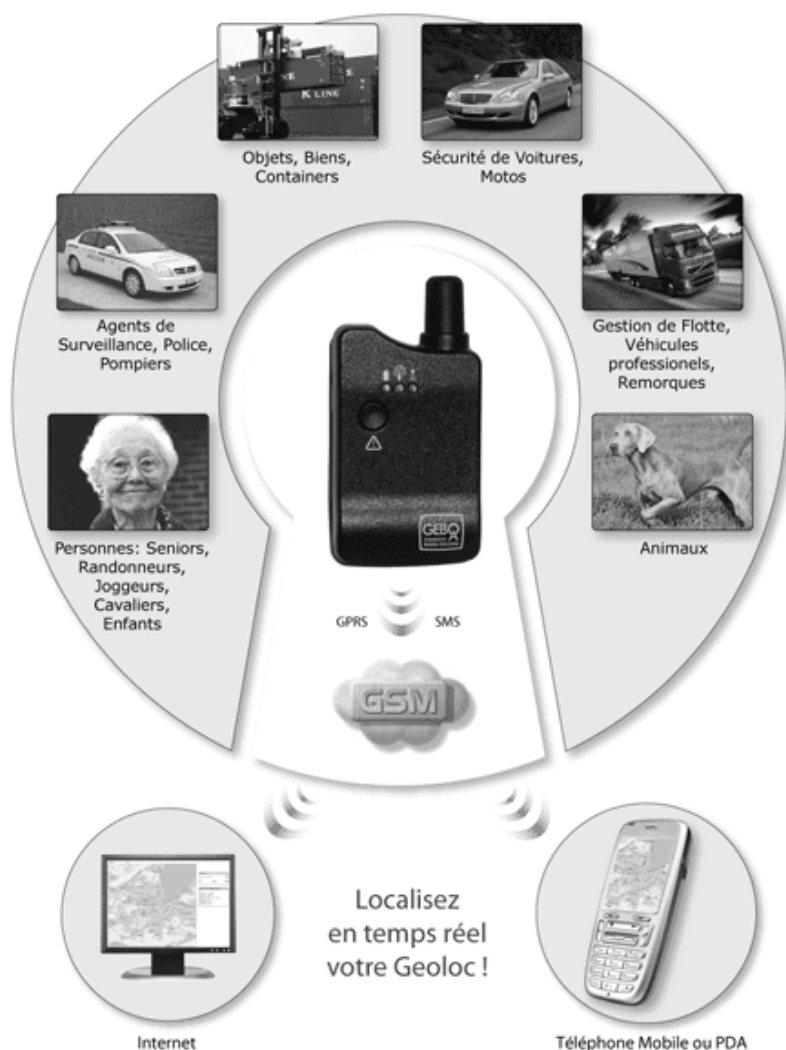 K LINE
K LINE
Objets, Biens,
Containers
Sécurité de Voitures,
Motos
Agents de
Surveillance, Police,
Pompiers
Gestion de Flotte,
Véhicules
professionels,
Remorques
Personnes: Seniors,
Randonneurs,
Joggeurs,
Cavaliers,
Enfants
Animaux
GPRS
SMS
GSM
Localisez
en temps réel
votre Geoloc !
Internet
Téléphone Mobile ou PDA